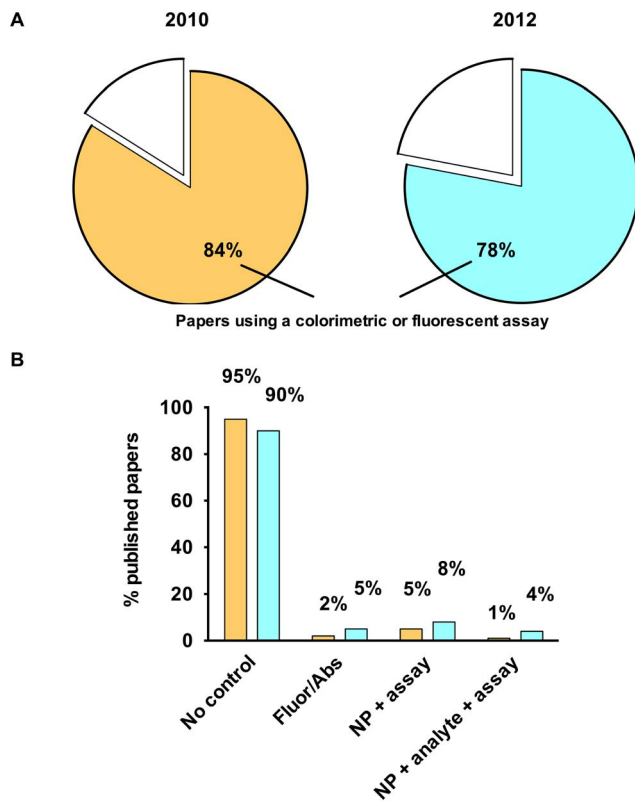 A
2010
2012
84%
78%
Papers using a colorimetric or fluorescent assay
B
95%
90%
100
80
60
40
20
0
% published papers
2%
5%
5%
8%
1%
4%
No control
Fluor/Abs
NP + assay
NP + analyte + assay